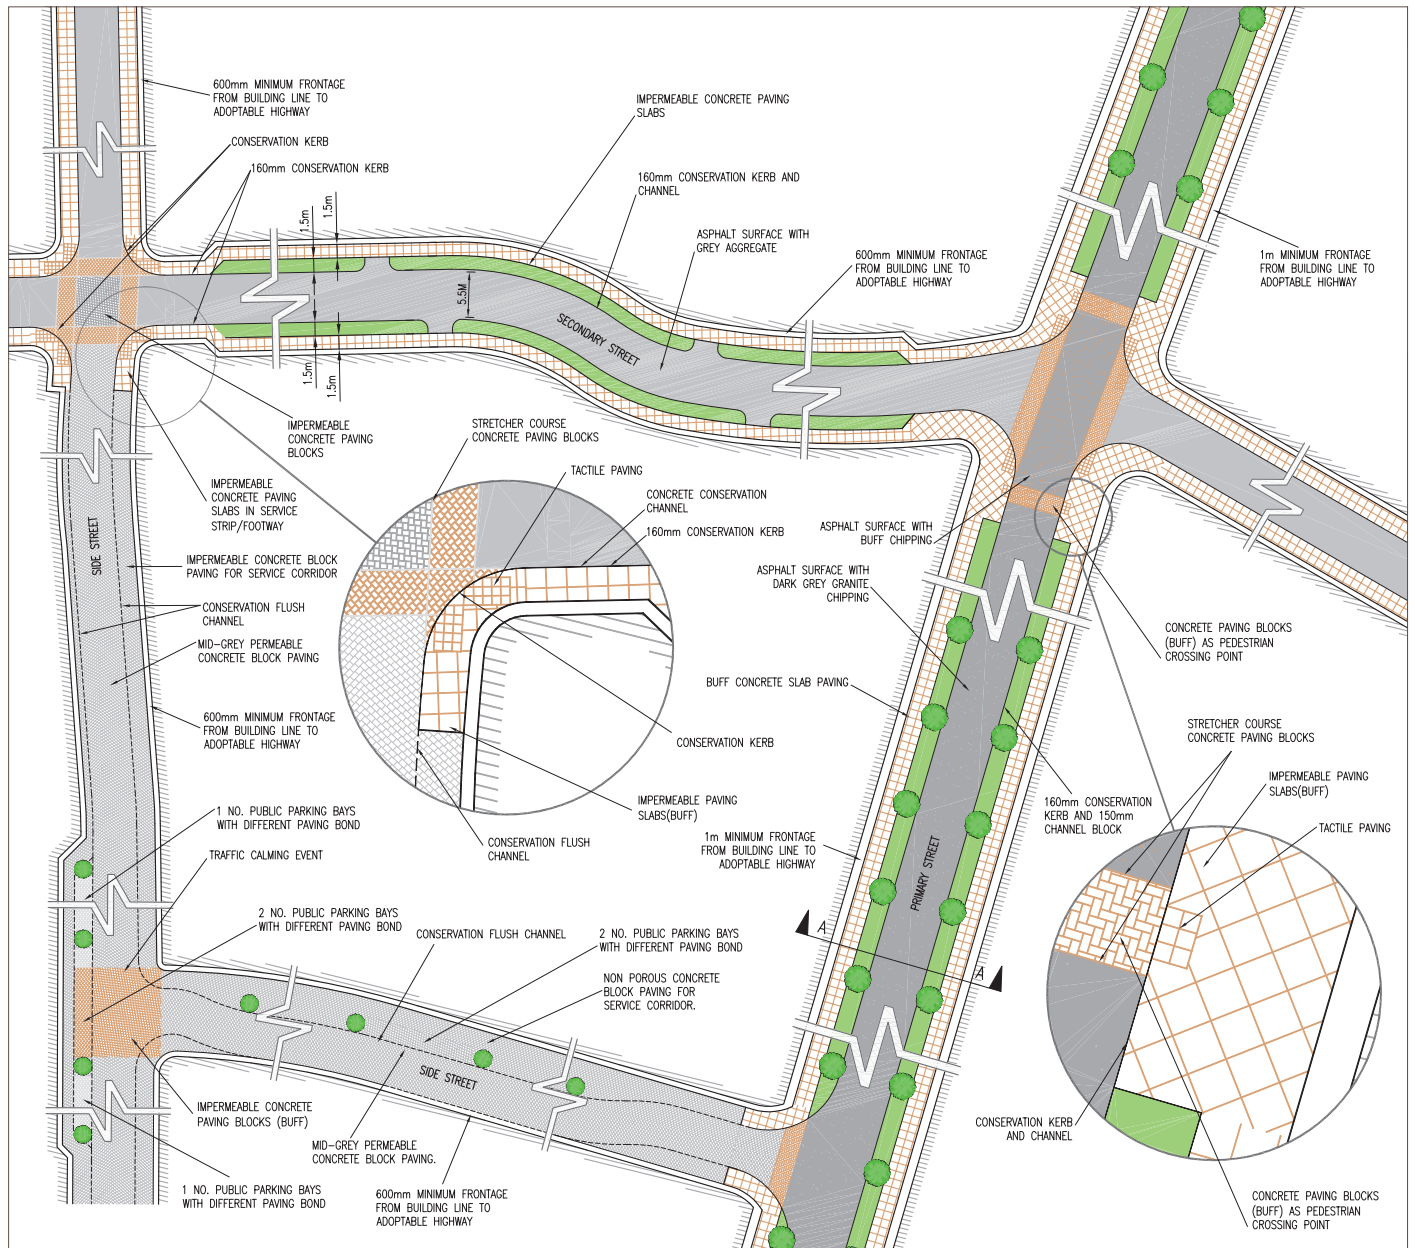 600mm MINIMUM FRONTAGE
FROM BUILDING LINE TO
ADOPTABLE HIGHWAY
CONSERVATION KERB
160mm CONSERVATION KERB
1.5m
1.5m
IMPERMEABLE CONCRETE PAVING
SLABS
160mm CONSERVATION KERB AND
CHANNEL
ASPHALT SURFACE WITH
GREY AGGREGATE
600mm MINIMUM FRONTAGE
FROM BUILDING LINE TO
ADOPTABLE HIGHWAY
1m MINIMUM FRONTAGE
FROM BUILDING LINE TO
ADOPTABLE HIGHWAY
5.5M
SECONDARY STREET
1.5m
1.5m
IMPERMEABLE
CONCRETE PAVING
BLOCKS
STRETCHER COURSE
CONCRETE PAVING BLOCKS
TACTILE PAVING
CONCRETE CONSERVATION
CHANNEL
160mm CONSERVATION KERB
IMPERMEABLE
CONCRETE PAVING
SLABS IN SERVICE
STRIP/FOOTWAY
SIDE STREET
IMPERMEABLE CONCRETE BLOCK
PAVING FOR SERVICE CORRIDOR
CONSERVATION FLUSH
CHANNEL
MID-GREY PERMEABLE
CONCRETE BLOCK PAVING
600mm MINIMUM FRONTAGE
FROM BUILDING LINE TO
ADOPTABLE HIGHWAY
ASPHALT SURFACE WITH
BUFF CHIPPING
ASPHALT SURFACE WITH
DARK GREY GRANITE
CHIPPING
CONCRETE PAVING BLOCKS
(BUFF) AS PEDESTRIAN
CROSSING POINT
BUFF CONCRETE SLAB PAVING
CONSERVATION KERB
IMPERMEABLE PAVING
SLABS(BUFF)
CONSERVATION FLUSH
CHANNEL
STRETCHER COURSE
CONCRETE PAVING BLOCKS
IMPERMEABLE PAVING
SLABS(BUFF)
TACTILE PAVING
160mm CONSERVATION
KERB AND 150mm
CHANNEL BLOCK
1m MINIMUM FRONTAGE
FROM BUILDING LINE TO
ADOPTABLE HIGHWAY
PRIMARY STREET
1 NO. PUBLIC PARKING BAYS
WITH DIFFERENT PAVING BOND
TRAFFIC CALMING EVENT
2 NO. PUBLIC PARKING BAYS
WITH DIFFERENT PAVING BOND
CONSERVATION FLUSH CHANNEL
2 NO. PUBLIC PARKING BAYS
WITH DIFFERENT PAVING BOND
NON POROUS CONCRETE
BLOCK PAVING FOR
SERVICE CORRIDOR.
A
A
SIDE STREET
IMPERMEABLE CONCRETE
PAVING BLOCKS (BUFF)
MID-GREY PERMEABLE
CONCRETE BLOCK PAVING.
1 NO. PUBLIC PARKING BAYS
WITH DIFFERENT PAVING BOND
600mm MINIMUM FRONTAGE
FROM BUILDING LINE TO
ADOPTABLE HIGHWAY
CONSERVATION KERB
AND CHANNEL
CONCRETE PAVING BLOCKS
(BUFF) AS PEDESTRIAN
CROSSING POINT